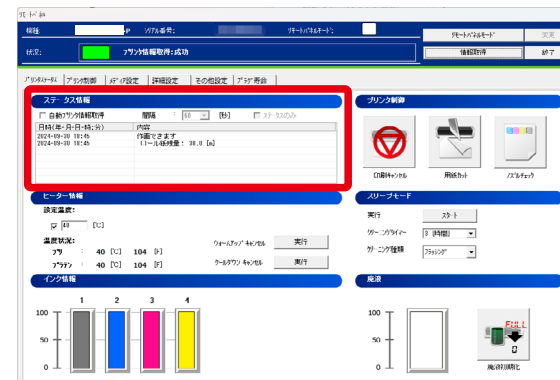 リモートパネル
機種:
-P シリアル番号:
リモートパネルモード:
リモートパネルモード
変更
状況:
プリンタ情報取得:成功
情報取得
終了
プリンタステータス プリンタ制御 メディア設定 詳細設定 その他設定 プラグ寿命
ステータス情報
自動プリンタ情報取得 間隔 : 60 [秒] ステータスのみ
日時(年-月-日-時:分) 内容
2024-09-30 18:45 作画できます
2024-09-30 18:45 ロール紙残量: 30.0 [m]
プリンタ制御
印刷キャンセル 用紙カット ノズルチェック
ヒーター情報
設定温度:
40 [℃]
温度状況:
プリ : 40 [℃] 104 [F]
プラテン : 40 [℃] 104 [F]
ウォームアップ キャンセル 実行
クールダウン キャンセル 実行
スリープモード
実行 スタート
クリーニングタイマー 8 [時間]
クリーニング種類 フラッシング
インク情報
1 2 3 4
100
50
0
廃液
100
50
0
FULL
0
廃液初期化